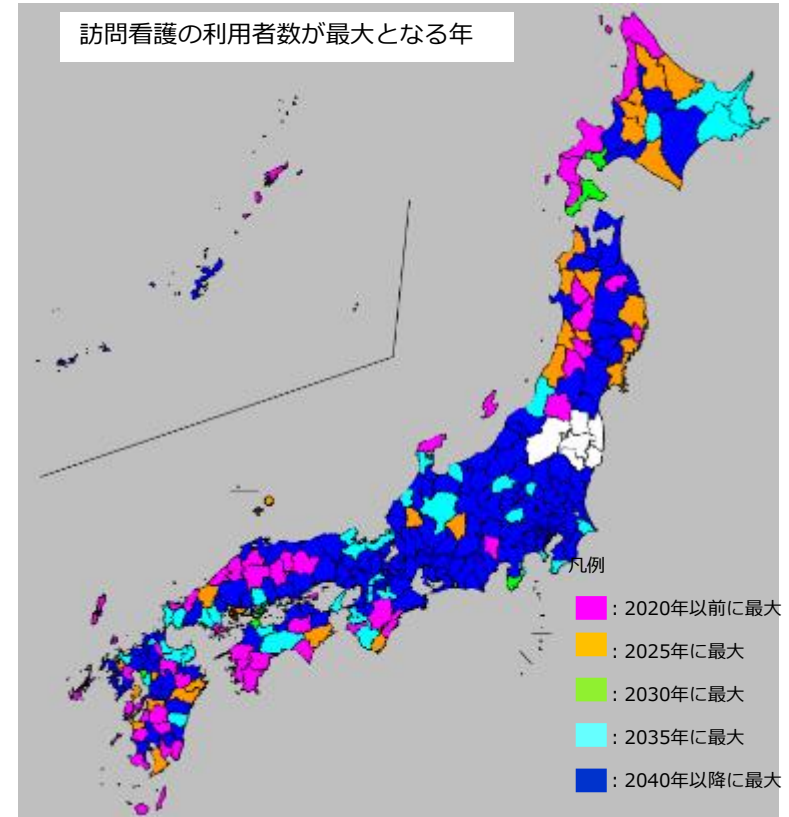 訪問看護の利用者数が最大となる年
凡例
：2020年以前に最大
：2025年に最大
：2030年に最大
：2035年に最大
：2040年以降に最大